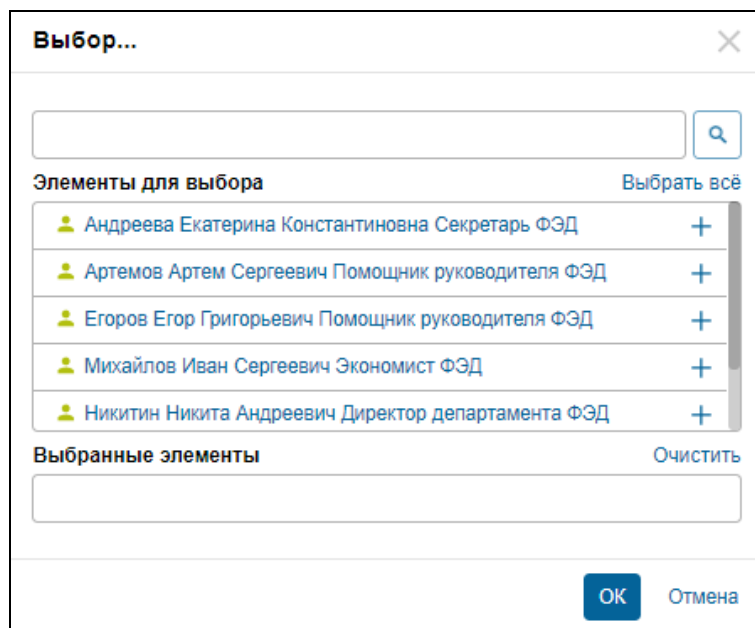 Выбор...
Элементы для выбора Выбрать всё
Андреева Екатерина Константиновна Секретарь ФЭД
Артемов Артем Сергеевич Помощник руководителя ФЭД
Егоров Егор Григорьевич Помощник руководителя ФЭД
Михайлов Иван Сергеевич Экономист ФЭД
Никитин Никита Андреевич Директор департамента ФЭД
Выбранные элементы Очистить
ОК Отмена